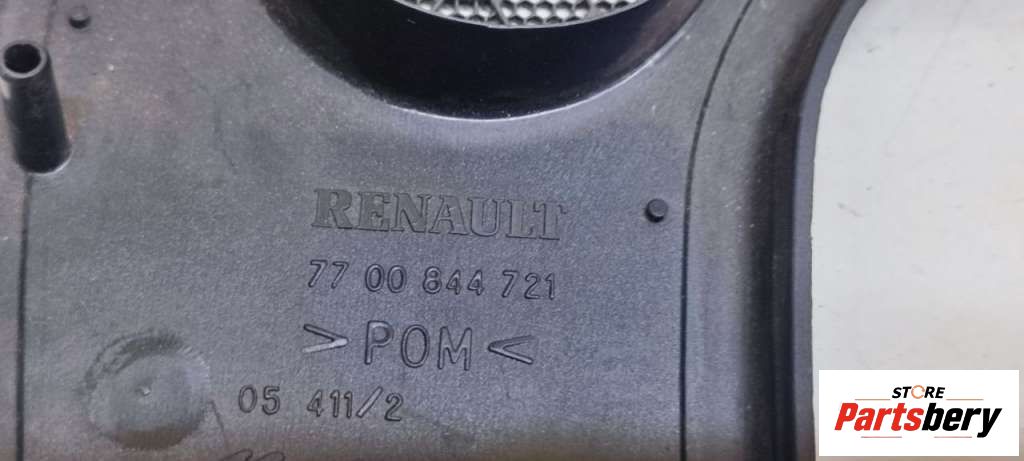 RENAULT
77 00 844 721
> POM <
05 411/2
STORE
Partsbery